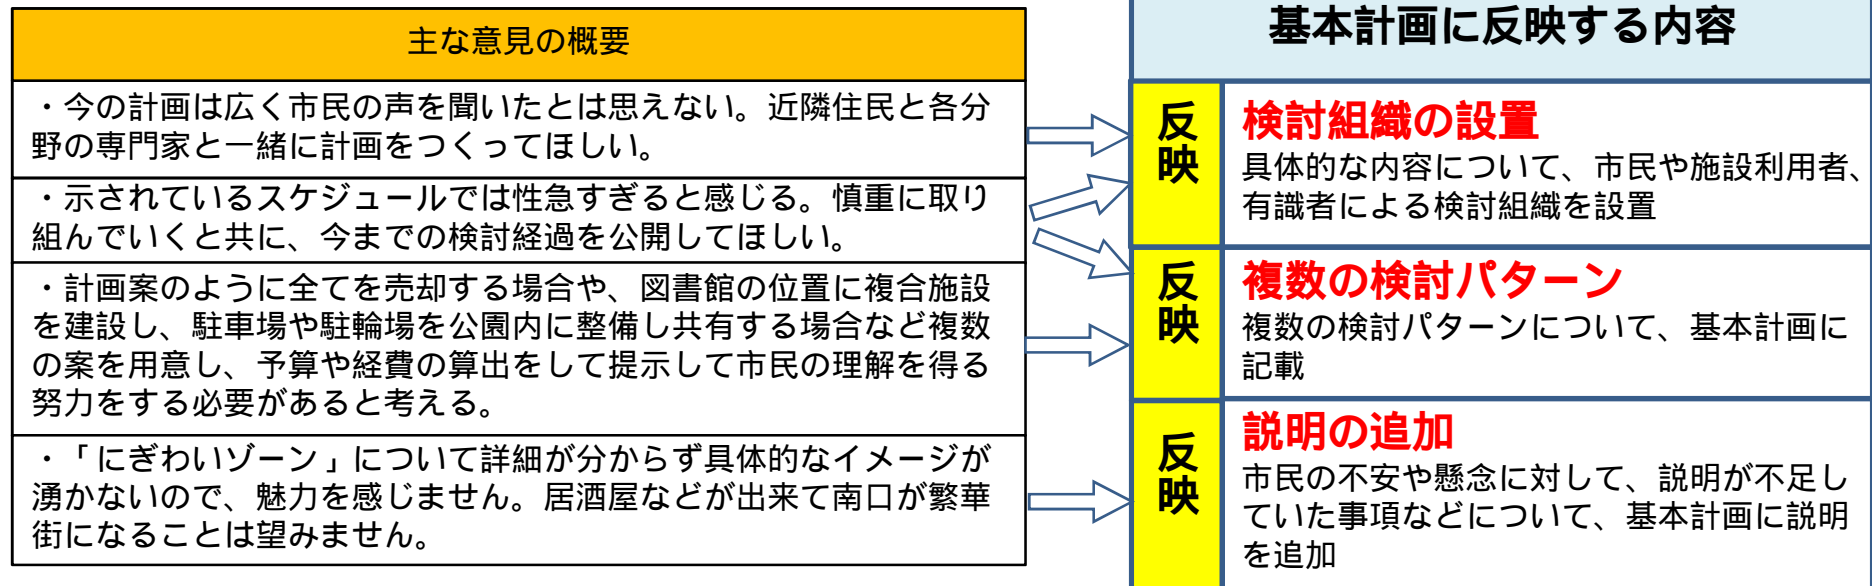 主な意見の概要
・今の計画は広く市民の声を聞いたとは思えない。近隣住民と各分
野の専門家と一緒に計画をつくってほしい。
・示されているスケジュールでは性急すぎると感じる。慎重に取り
組んでいくと共に、今までの検討経過を公開してほしい。
・計画案のように全てを売却する場合や、図書館の位置に複合施設
を建設し、駐車場や駐輪場を公園内に整備し共有する場合など複数
の案を用意し、予算や経費の算出をして提示して市民の理解を得る
努力をする必要があると考える。
・「にぎわいゾーン」について詳細が分からず具体的なイメージが
湧かないので、魅力を感じません。居酒屋などが出来て南口が繁華
街になることは望みません。
基本計画に反映する内容
反映
検討組織の設置
具体的な内容について、市民や施設利用者、
有識者による検討組織を設置
反映
複数の検討パターン
複数の検討パターンについて、基本計画に
記載
反映
説明の追加
市民の不安や懸念に対して、説明が不足し
ていた事項などについて、基本計画に説明
を追加